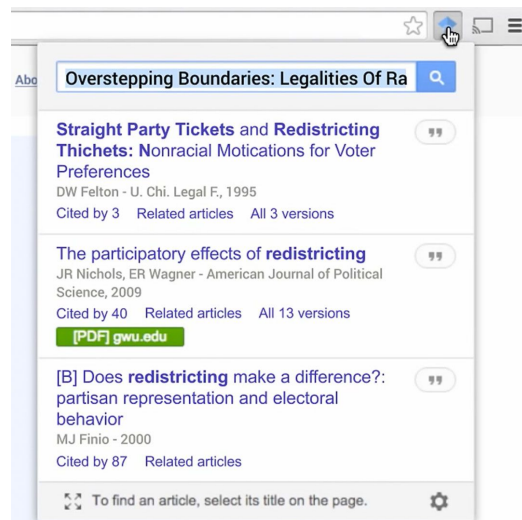 Abo
Overstepping Boundaries: Legalities Of Ra
Straight Party Tickets and Redistricting
Thichets: Nonracial Motications for Voter
Preferences
DW Felton - U. Chi. Legal F., 1995
Cited by 3 Related articles All 3 versions
The participatory effects of redistricting
JR Nichols, ER Wagner - American Journal of Political
Science, 2009
Cited by 40 Related articles All 13 versions
[PDF] gwu.edu
[B] Does redistricting make a difference?:
partisan representation and electoral
behavior
MJ Finio - 2000
Cited by 87 Related articles
To find an article, select its title on the page.